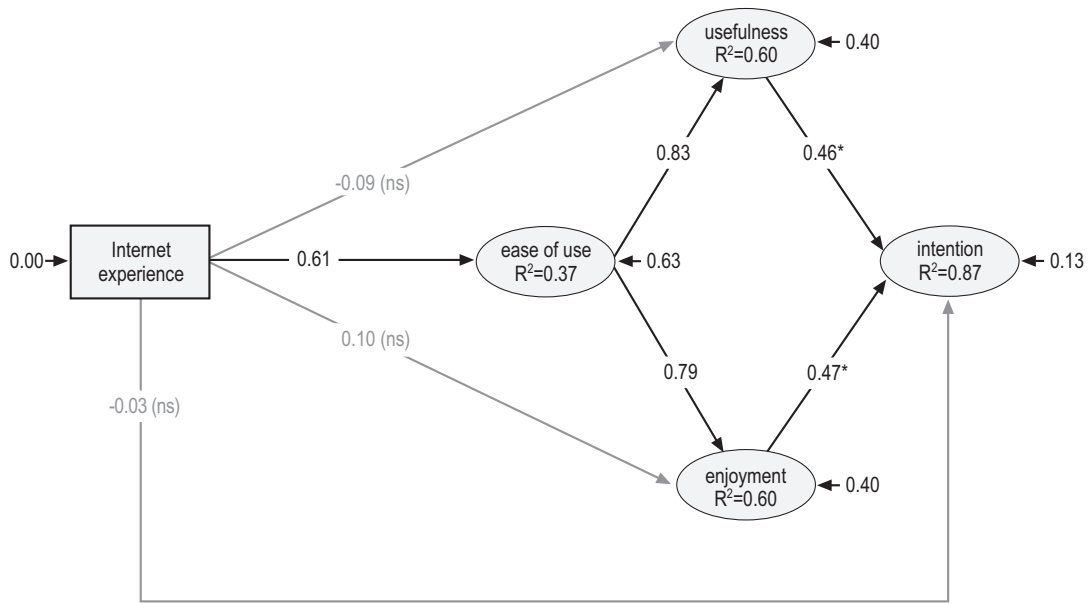 usefulness
R²=0.60
0.40
0.83
0.46*
-0.09 (ns)
Internet
experience
0.00
0.61
ease of use
R²=0.37
0.63
intention
R²=0.87
0.13
0.10 (ns)
0.79
0.47*
-0.03 (ns)
enjoyment
R²=0.60
0.40